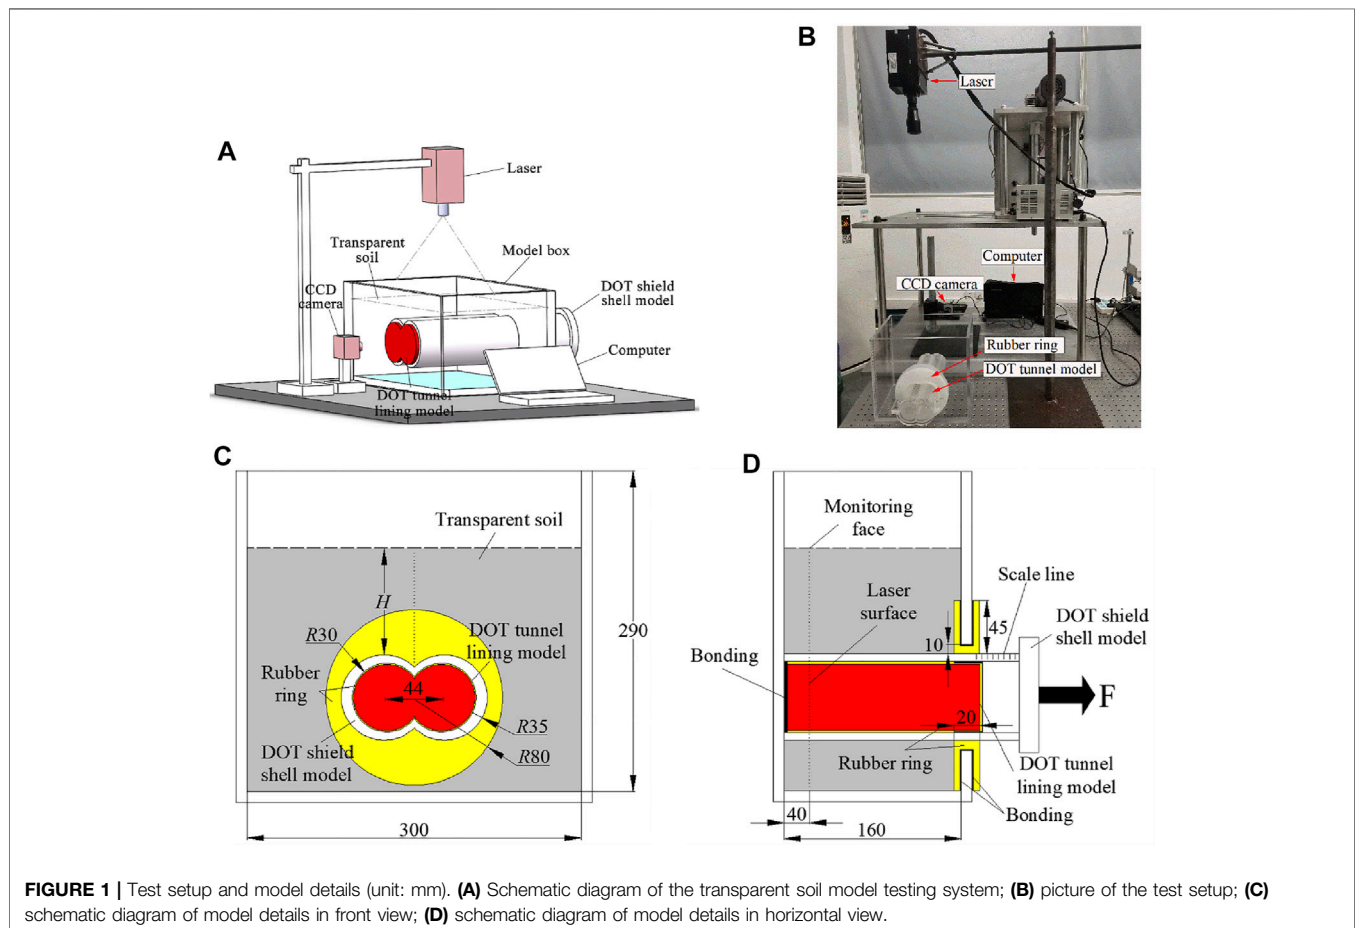 A
Laser
Transparent
soil
Model box
CCD
camera
DOT shield
shell model
Computer
DOT tunnel
lining model
B
Laser
Computer
CCD camera
Rubber ring
DOT tunnel model
C
Transparent soil
H
R30
DOT tunnel
lining model
Rubber
ring
44
R35
R80
DOT shield
shell model
290
300
D
Monitoring
face
Scale line
Laser
surface
DOT shield
shell model
45
10
Bonding
F
20
Rubber ring
DOT tunnel
lining model
Bonding
40
160
FIGURE 1 | Test setup and model details (unit: mm). (A) Schematic diagram of the transparent soil model testing system; (B) picture of the test setup; (C)
schematic diagram of model details in front view; (D) schematic diagram of model details in horizontal view.